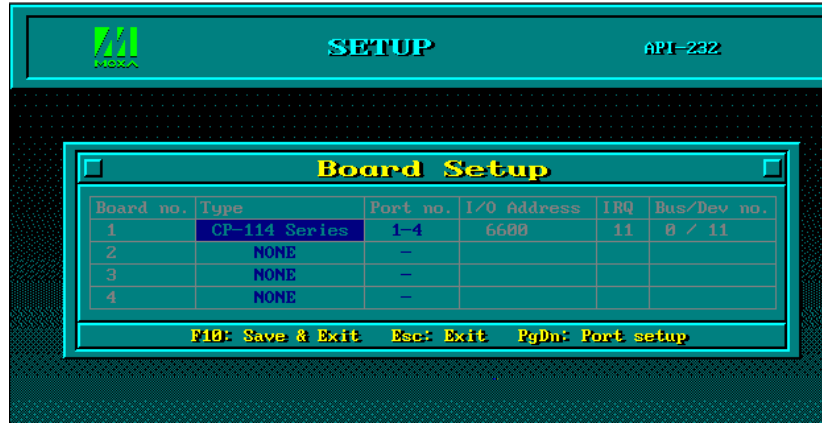 MOXA
SETUP
API-232
Board Setup
Board no. Type Port no. I/O Address IRQ Bus/Dev no.
1 CP-114 Series 1-4 6600 11 0 / 11
2 NONE -
3 NONE -
4 NONE -
F10: Save & Exit Esc: Exit PgDn: Port setup